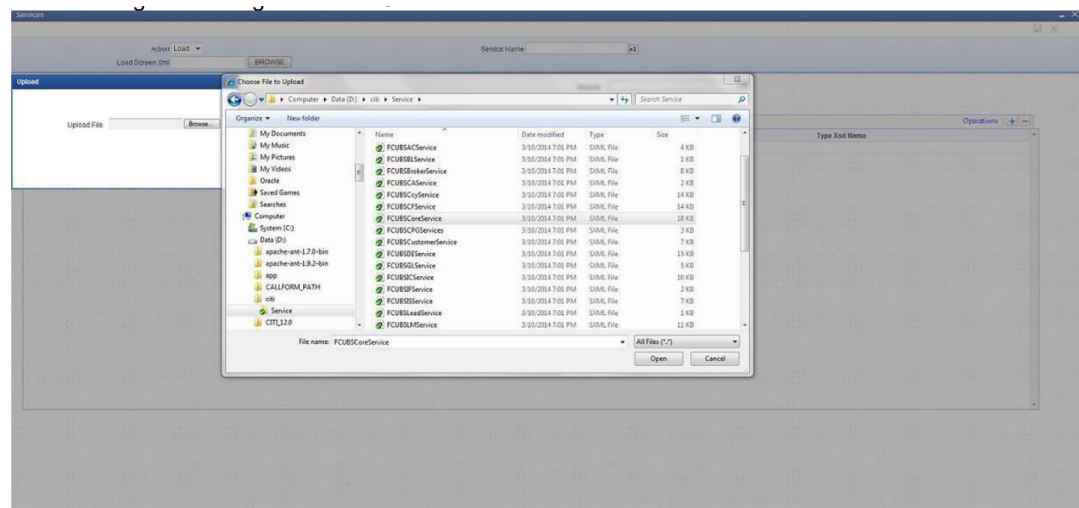 Services
Action Load
Service Name
Load Screen Xml BROWSE
Upload
Choose File to Upload
Computer Data (D:) citi Service Search Service
Upload File Browse...
Organize New folder
Operations + -
Name Date modified Type Size
Type Xsd Name
My Documents
My Music
My Pictures
My Videos
Oracle
Saved Games
Searches
Computer
System (C:)
Data (D:)
apache-ant-1.7.0-bin
apache-ant-1.9.2-bin
app
CALLFORM_PATH
citi
Service
CITI_12.0
FCUBSACService 3/10/2014 7:01 PM SXML File 4 KB
FCUBSBLService 3/10/2014 7:01 PM SXML File 1 KB
FCUBSBrokerService 3/10/2014 7:01 PM SXML File 8 KB
FCUBSCAService 3/10/2014 7:01 PM SXML File 2 KB
FCUBSCcyService 3/10/2014 7:01 PM SXML File 14 KB
FCUBSCFService 3/10/2014 7:01 PM SXML File 14 KB
FCUBSCoreService 3/10/2014 7:01 PM SXML File 18 KB
FCUBSCPGServices 3/10/2014 7:01 PM SXML File 3 KB
FCUBSCustomerService 3/10/2014 7:01 PM SXML File 7 KB
FCUBSDEService 3/10/2014 7:01 PM SXML File 15 KB
FCUBSGLService 3/10/2014 7:01 PM SXML File 5 KB
FCUBSICService 3/10/2014 7:01 PM SXML File 10 KB
FCUBSIFService 3/10/2014 7:01 PM SXML File 2 KB
FCUBSISService 3/10/2014 7:01 PM SXML File 7 KB
FCUBSLeadService 3/10/2014 7:01 PM SXML File 1 KB
FCUBSLMService 3/10/2014 7:01 PM SXML File 11 KB
File name: FCUBSCoreService All Files (*.*)
Open Cancel